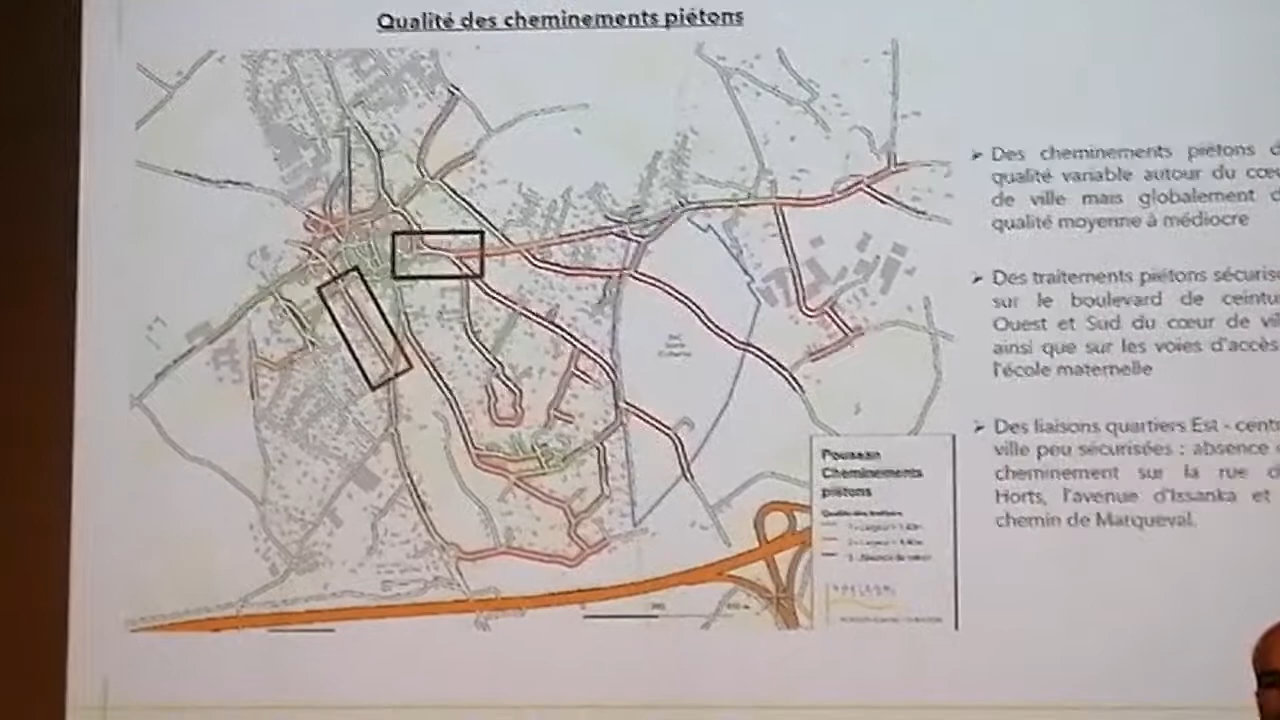 Qualité des cheminements piétons
Des cheminements piétons d
qualité variable autour du cœu
de ville mais globalement d
qualité moyenne à médiocre
Des traitements piétons sécuris
sur le boulevard de ceintu
Ouest et Sud du cœur de vi
ainsi que sur les voies d'accès
l'école maternelle
Des liaisons quartiers Est - cent
ville peu sécurisées : absence
cheminement sur la rue d
Horts, l'avenue d'Issanka et
chemin de Marqueval.
Poussan
Cheminements
piétons